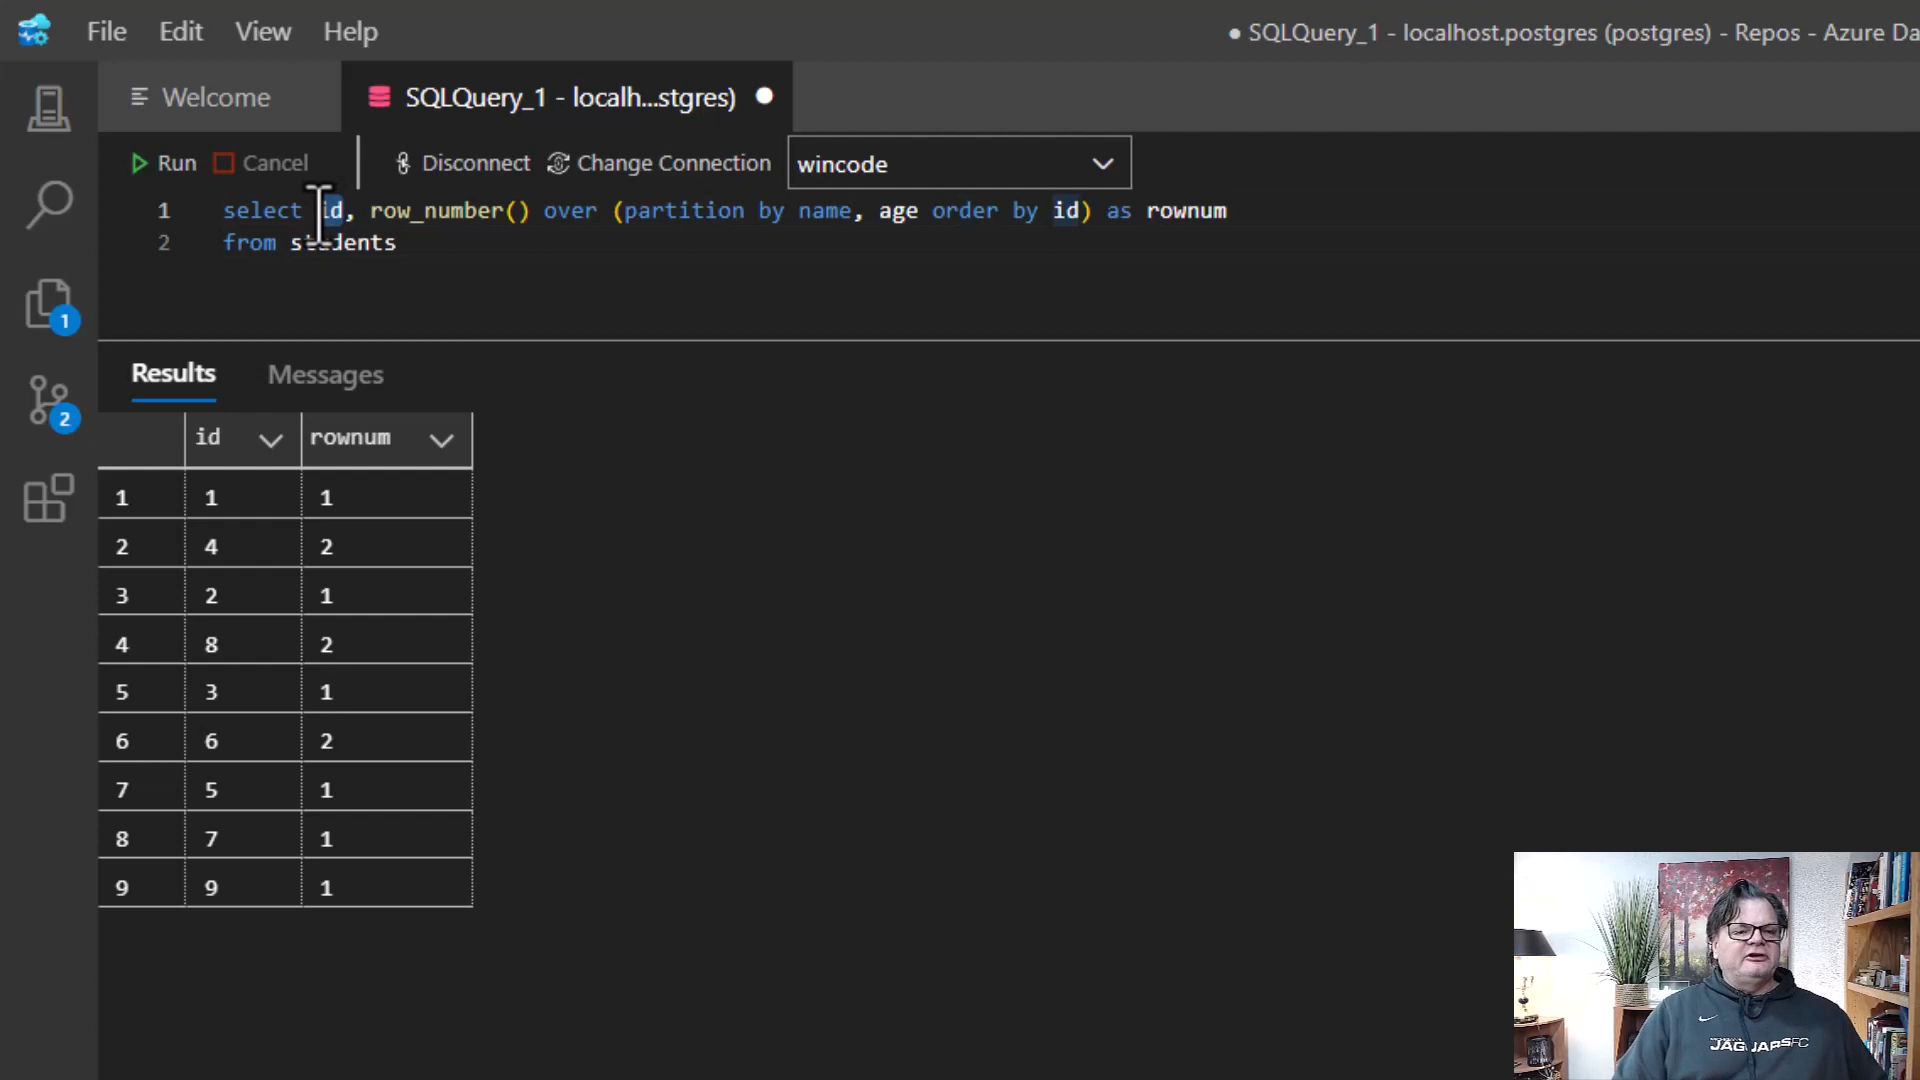 File Edit View Help
● SQLQuery_1 - localhost.postgres (postgres) - Repos - Azure Da
Welcome
SQLQuery_1 - localh...stgres) ●
Run Cancel Disconnect Change Connection wincode
1 select id, row_number() over (partition by name, age order by id) as rownum
2 from students
1
2
Results Messages
id rownum
1 1 1
2 4 2
3 2 1
4 8 2
5 3 1
6 6 2
7 5 1
8 7 1
9 9 1
JAGUARS FC